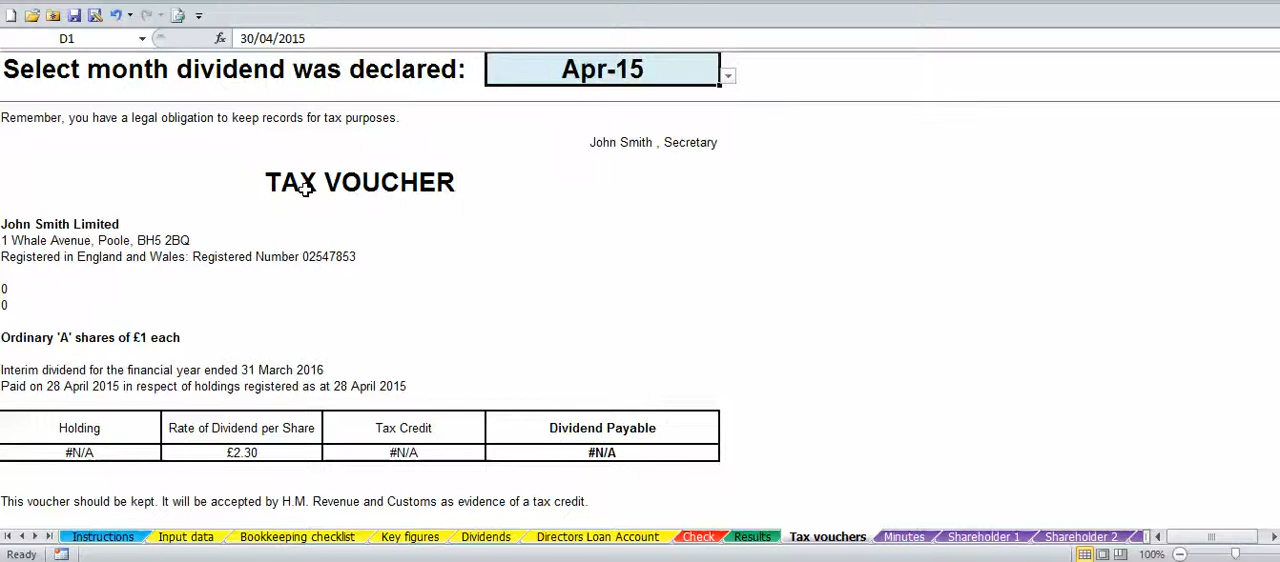 D1 fx 30/04/2015
Select month dividend was declared: Apr-15
Remember, you have a legal obligation to keep records for tax purposes.
John Smith , Secretary
TAX VOUCHER
John Smith Limited
1 Whale Avenue, Poole, BH5 2BQ
Registered in England and Wales: Registered Number 02547853
0
0
Ordinary 'A' shares of £1 each
Interim dividend for the financial year ended 31 March 2016
Paid on 28 April 2015 in respect of holdings registered as at 28 April 2015
Holding Rate of Dividend per Share Tax Credit Dividend Payable
#N/A £2.30 #N/A #N/A
This voucher should be kept. It will be accepted by H.M. Revenue and Customs as evidence of a tax credit.
Instructions Input data Bookkeeping checklist Key figures Dividends Directors Loan Account Check Results Tax vouchers Minutes Shareholder 1 Shareholder 2
Ready 100%